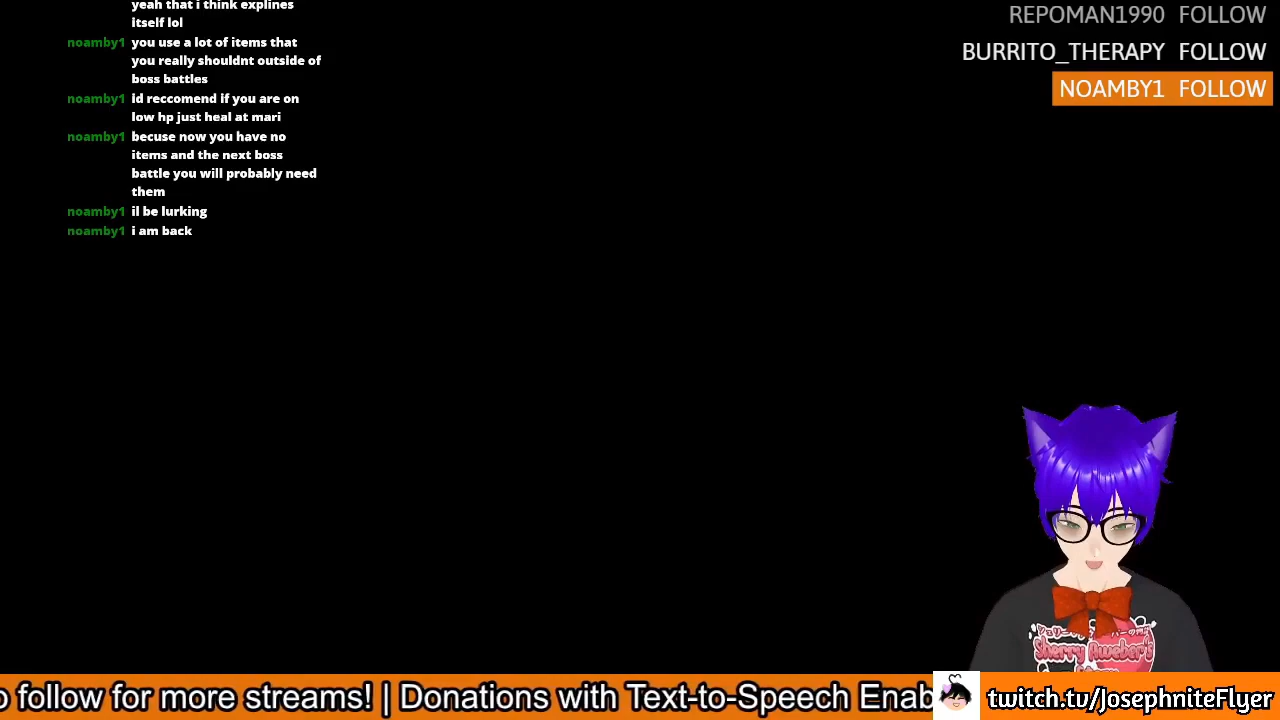 yeah that i think explines
itself lol
noamby1 you use a lot of items that
you really shouldnt outside of
boss battles
noamby1 id reccomend if you are on
low hp just heal at mari
noamby1 becuse now you have no
items and the next boss
battle you will probably need
them
noamby1 il be lurking
noamby1 i am back
REPOMAN1990 FOLLOW
BURRITO_THERAPY FOLLOW
NOAMBY1 FOLLOW
Sherry Aweber's
o follow for more streams! | Donations with Text-to-Speech Enab
twitch.tv/JosephniteFlyer